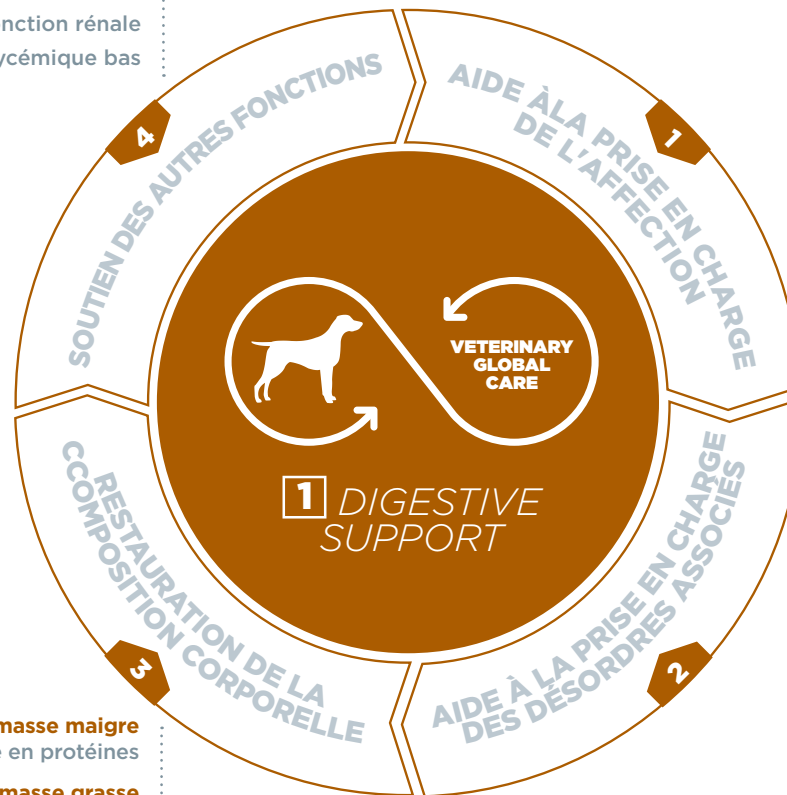 nction rénale
ycémique bas
4
SOUTIEN DES AUTRES FONCTIONS
AIDE ÀLA PRISE EN CHARGE
DE L'AFFECTION
1
VETERINARY
GLOBAL
CARE
1 DIGESTIVE
SUPPORT
RESTAURATION DE LA
CCOMPOSITION CORPORELLE
3
AIDE À LA PRISE EN CHARGE
DES DÉSORDRES ASSOCIÉS
2
masse maigre
e en protéines
masse grasse